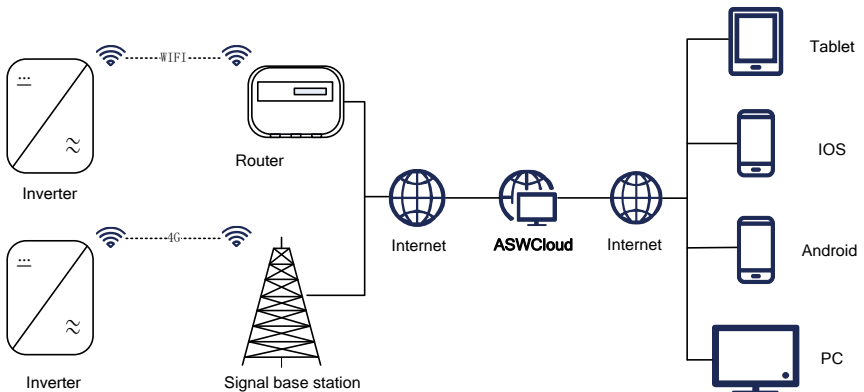 WIFI
Tablet
Router
IOS
Inverter
4G
Internet
ASWCloud
Internet
Android
Inverter
Signal base station
PC